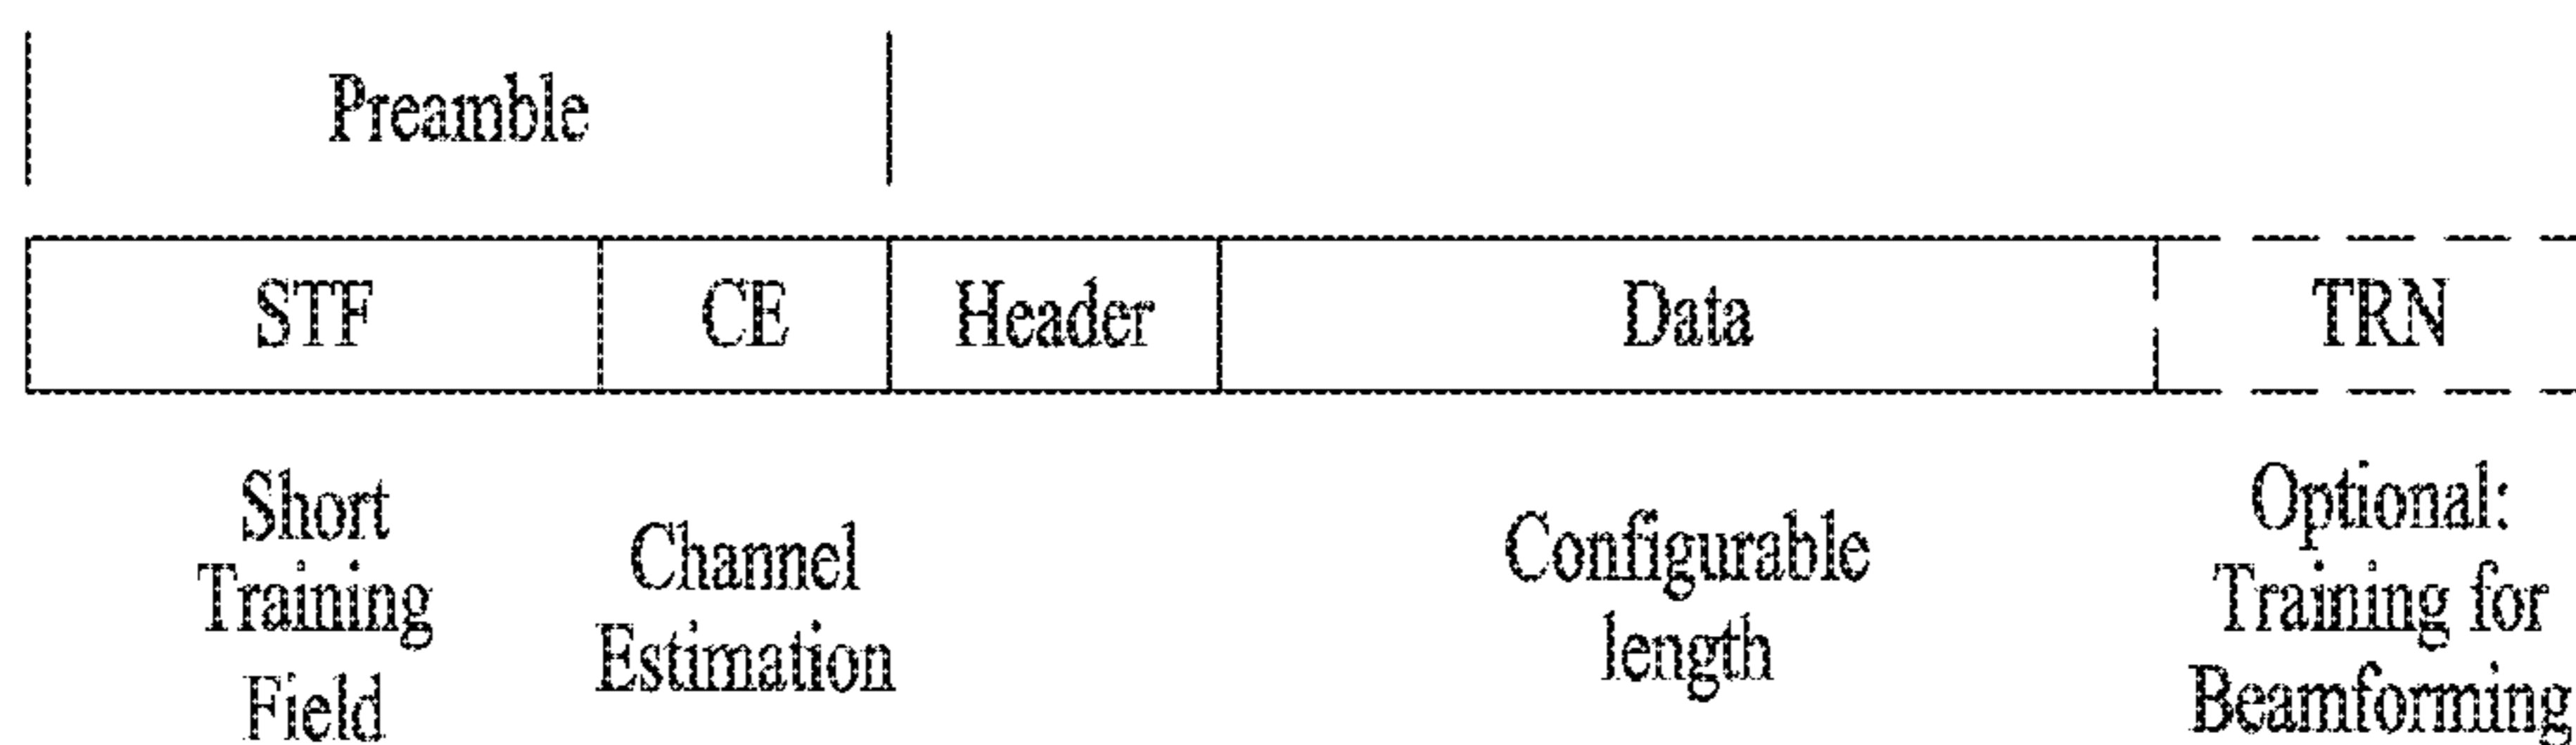 Preamble
STF CE Header Data TRN
Short
Training
Field
Channel
Estimation
Configurable
length
Optional:
Training for
Beamforming